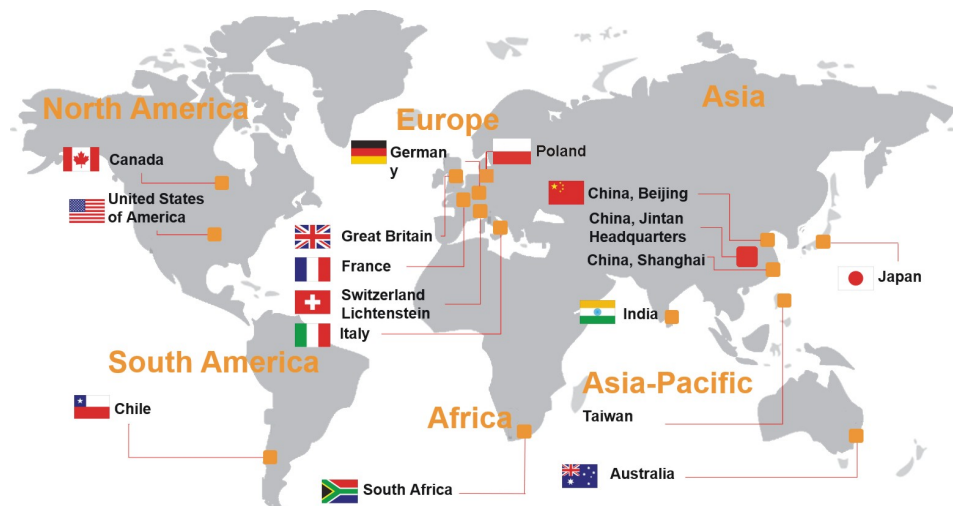 North America
Canada
United States
of America
Europe
German
y
Poland
Great Britain
France
Switzerland
Lichtenstein
Italy
Asia
China, Beijing
China, Jintan
Headquarters
China, Shanghai
Japan
India
South America
Chile
Africa
South Africa
Asia-Pacific
Taiwan
Australia